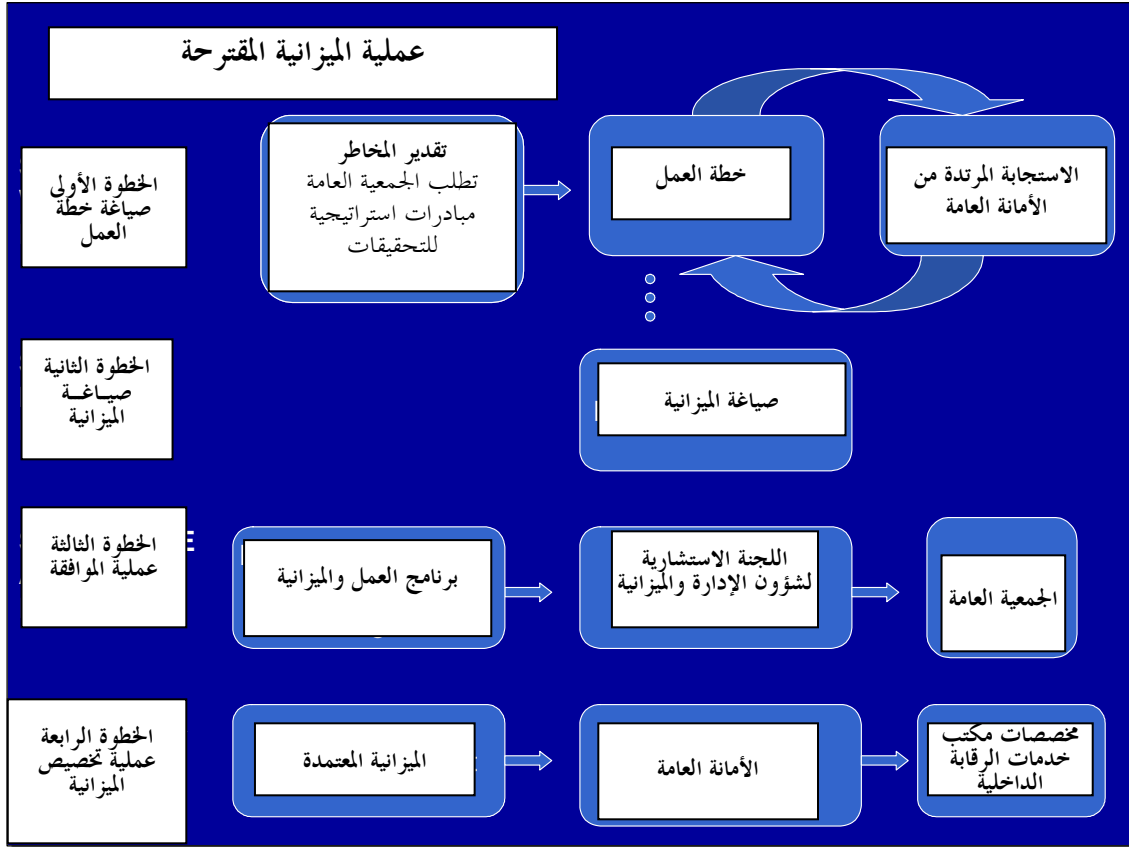 عملية الميزانية المقترحة
الخطوة الأولى
صياغة خطة
العمل
تقدير المخاطر
تطلب الجمعية العامة
مبادرات استراتيجية
للتحقيقات
خطة العمل
الاستجابة المرتدة من
الأمانة العامة
الخطوة الثانية
صياغة
الميزانية
صياغة الميزانية
الخطوة الثالثة
عملية الموافقة
برنامج العمل والميزانية
اللجنة الاستشارية
لشؤون الإدارة والميزانية
الجمعية العامة
الخطوة الرابعة
عملية تخصيص
الميزانية
الميزانية المعتمدة
الأمانة العامة
مخصصات مكتب
خدمات الرقابة
الداخلية